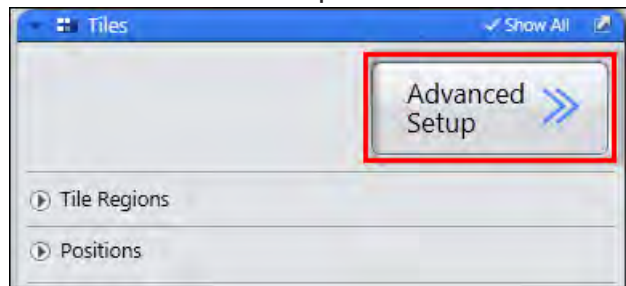 Tiles
Show All
Advanced
Setup
Tile Regions
Positions